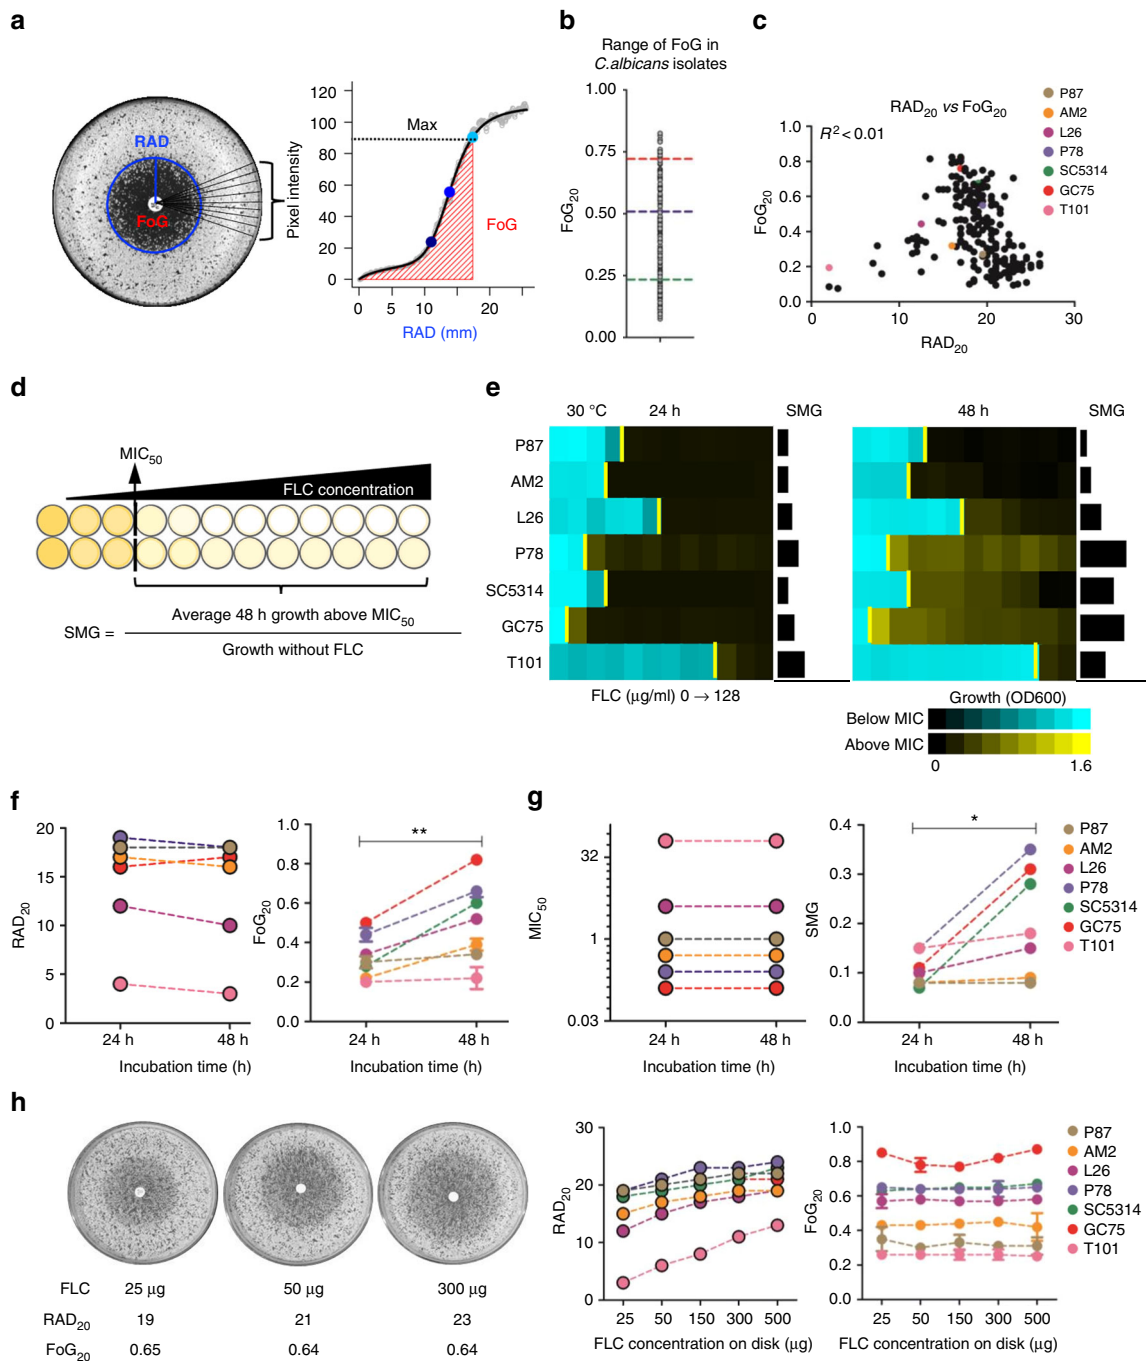 a
RAD
FoG
Pixel intensity
120
100
80
60
40
20
0
Max
FoG
0
5
10
20
RAD (mm)
b
Range of FoG in
C.albicans isolates
FoG20
1.00
0.75
0.50
0.25
0.00
c
RAD20 vs FoG20
R² < 0.01
FoG20
1.0
0.8
0.6
0.4
0.2
0.0
0
10
20
30
RAD20
P87
AM2
L26
P78
SC5314
GC75
T101
d
MIC50
FLC concentration
SMG =
Average 48 h growth above MIC50
Growth without FLC
e
30 °C
24 h
SMG
48 h
SMG
P87
AM2
L26
P78
SC5314
GC75
T101
FLC (μg/ml) 0 → 128
Growth (OD600)
Below MIC
Above MIC
0
1.6
f
RAD20
20
15
10
5
0
24 h
48 h
Incubation time (h)
FoG20
1.0
0.8
0.6
0.4
0.2
0.0
**
24 h
48 h
Incubation time (h)
g
MIC50
32
1
0.03
24 h
48 h
Incubation time (h)
SMG
0.4
0.3
0.2
0.1
0.0
*
24 h
48 h
Incubation time (h)
P87
AM2
L26
P78
SC5314
GC75
T101
h
FLC
25 μg
50 μg
300 μg
RAD20
19
21
23
FoG20
0.65
0.64
0.64
RAD20
30
20
10
0
25
50
150
300
500
FLC concentration on disk (μg)
FoG20
1.0
0.8
0.6
0.4
0.2
0.0
25
50
150
300
500
FLC concentration on disk (μg)
P87
AM2
L26
P78
SC5314
GC75
T101